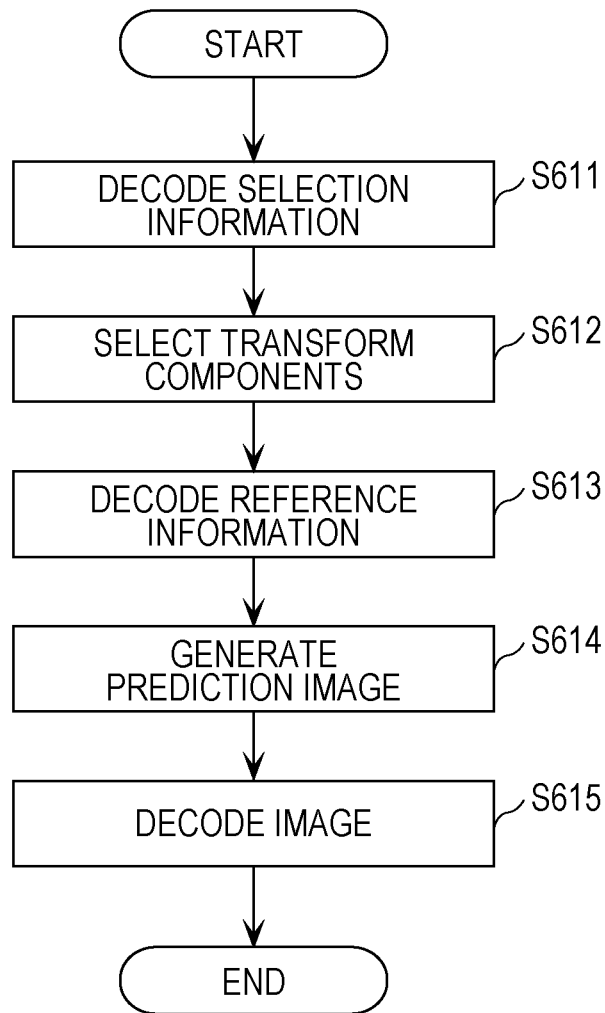 START
DECODE SELECTION
INFORMATION
S611
SELECT TRANSFORM
COMPONENTS
S612
DECODE REFERENCE
INFORMATION
S613
GENERATE
PREDICTION IMAGE
S614
DECODE IMAGE
S615
END